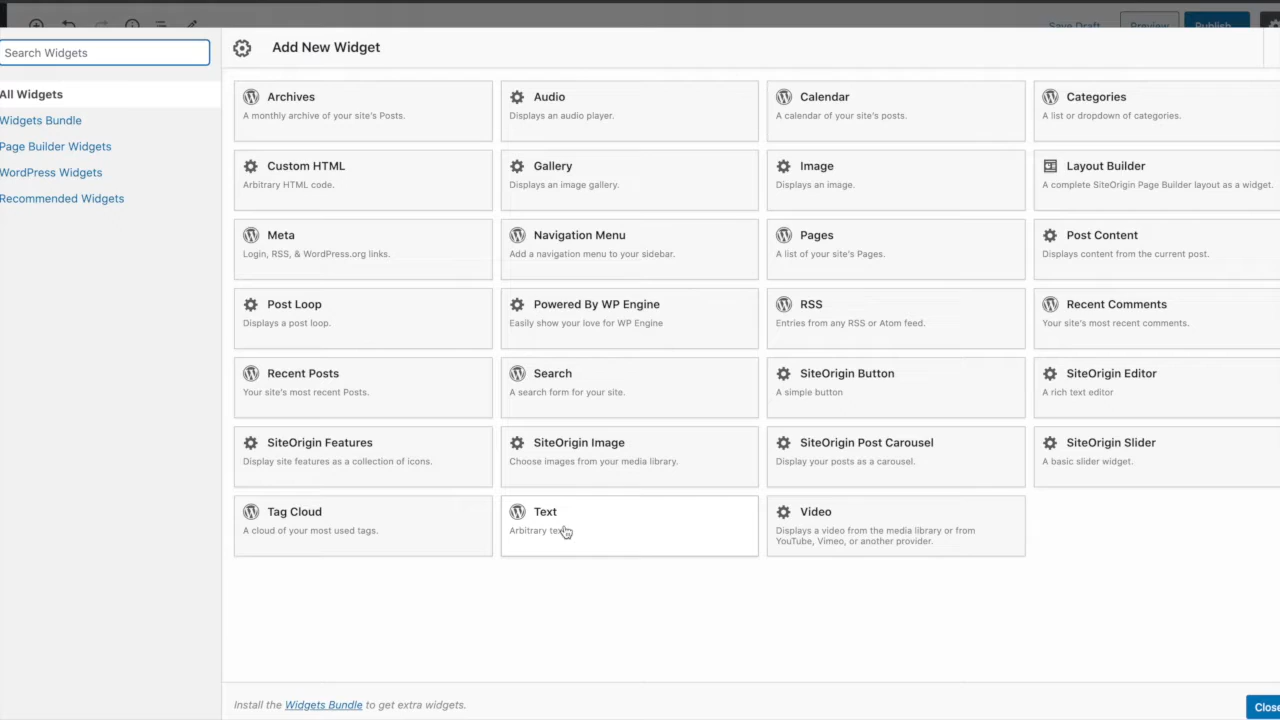 Save Draft
Preview
Publish
Search Widgets
Add New Widget
All Widgets
Widgets Bundle
Page Builder Widgets
WordPress Widgets
Recommended Widgets
Archives
A monthly archive of your site's Posts.
Audio
Displays an audio player.
Calendar
A calendar of your site's posts.
Categories
A list or dropdown of categories.
Custom HTML
Arbitrary HTML code.
Gallery
Displays an image gallery.
Image
Displays an image.
Layout Builder
A complete SiteOrigin Page Builder layout as a widget.
Meta
Login, RSS, & WordPress.org links.
Navigation Menu
Add a navigation menu to your sidebar.
Pages
A list of your site's Pages.
Post Content
Displays content from the current post.
Post Loop
Displays a post loop.
Powered By WP Engine
Easily show your love for WP Engine
RSS
Entries from any RSS or Atom feed.
Recent Comments
Your site's most recent comments.
Recent Posts
Your site's most recent Posts.
Search
A search form for your site.
SiteOrigin Button
A simple button
SiteOrigin Editor
A rich text editor
SiteOrigin Features
Display site features as a collection of icons.
SiteOrigin Image
Choose images from your media library.
SiteOrigin Post Carousel
Display your posts as a carousel.
SiteOrigin Slider
A basic slider widget.
Tag Cloud
A cloud of your most used tags.
Text
Arbitrary
Video
Displays a video from the media library or from
YouTube, Vimeo, or another provider.
Install the Widgets Bundle to get extra widgets.
Close